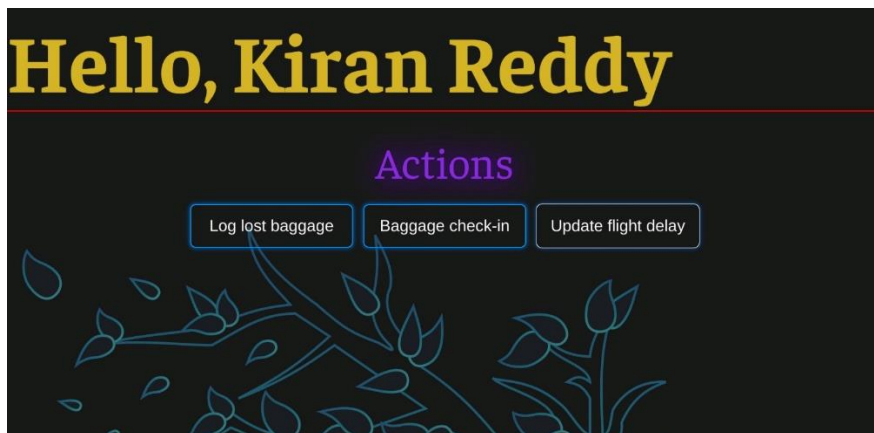 Hello, Kiran Reddy
Actions
Log lost baggage Baggage check-in Update flight delay